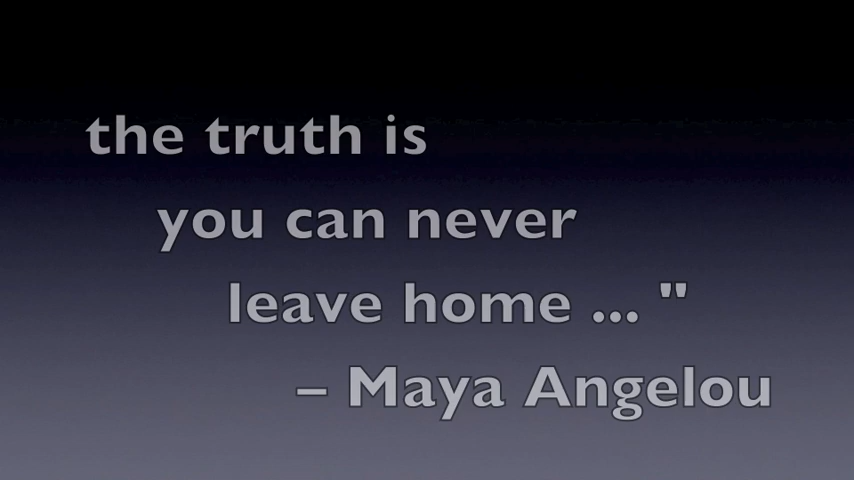 the truth is
you can never
leave home ... "
– Maya Angelou